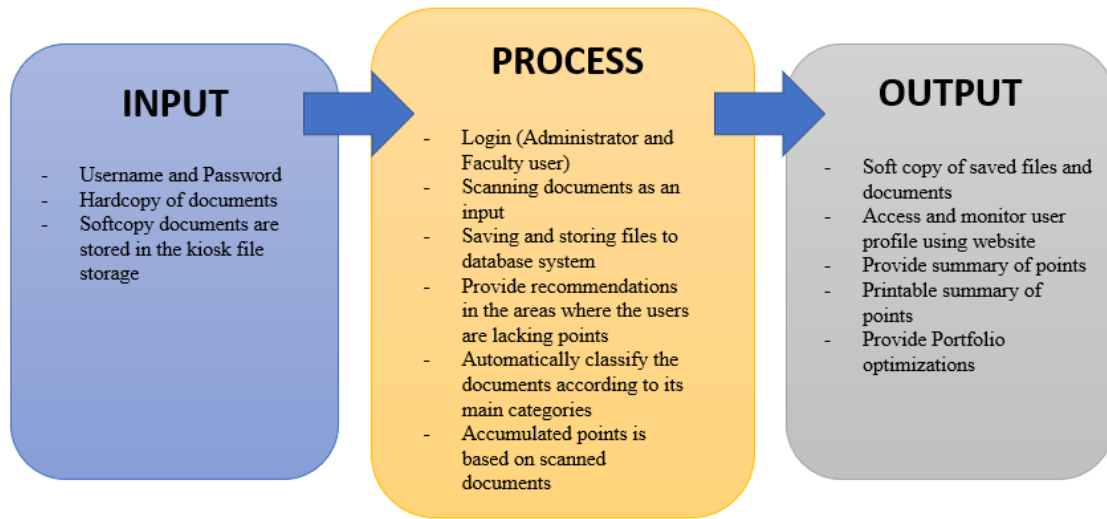 INPUT
- Username and Password
- Hardcopy of documents
- Softcopy documents are
stored in the kiosk file
storage
PROCESS
- Login (Administrator and
Faculty user)
- Scanning documents as an
input
- Saving and storing files to
database system
- Provide recommendations
in the areas where the users
are lacking points
- Automatically classify the
documents according to its
main categories
- Accumulated points is
based on scanned
documents
OUTPUT
- Soft copy of saved files and
documents
- Access and monitor user
profile using website
- Provide summary of points
- Printable summary of
points
- Provide Portfolio
optimizations